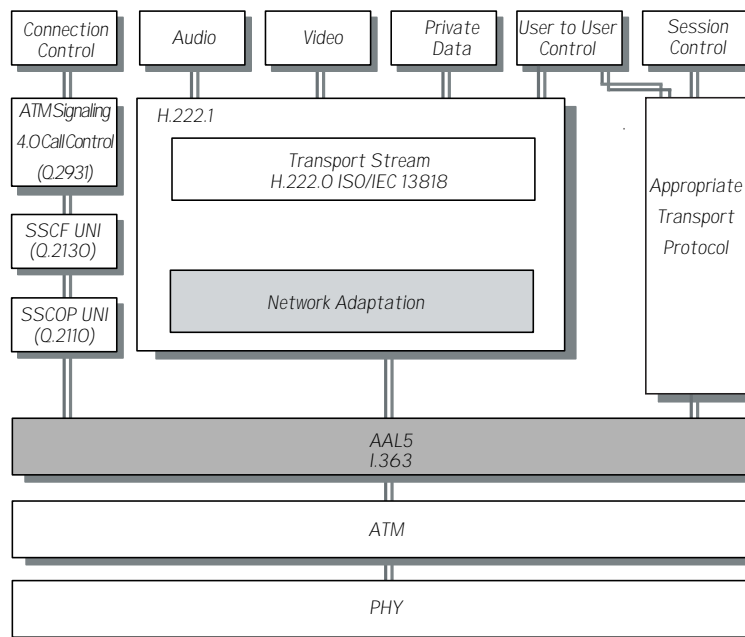 Connection
Control
Audio
Video
Private
Data
User to User
Control
Session
Control
ATM Signaling
4.0 Call Control
(Q.2931)
SSCF UNI
(Q.2130)
SSCOP UNI
(Q.2110)
H.222.1
Transport Stream
H.222.0 ISO/IEC 13818
Network Adaptation
Appropriate
Transport
Protocol
AAL5
I.363
ATM
PHY